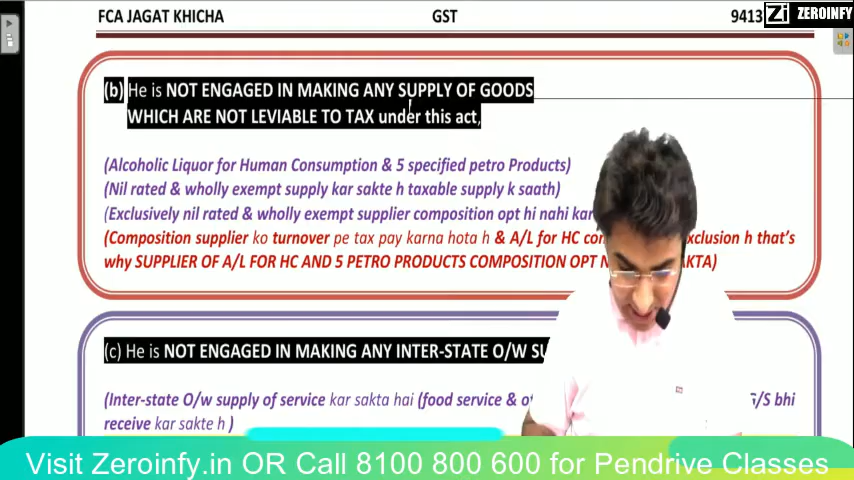 FCA JAGAT KHICHA GST 9413
Zi ZEROINFY
(b) He is NOT ENGAGED IN MAKING ANY SUPPLY OF GOODS
WHICH ARE NOT LEVIABLE TO TAX under this act,
(Alcoholic Liquor for Human Consumption & 5 specified petro Products)
(Nil rated & wholly exempt supply kar sakte h taxable supply k saath)
(Exclusively nil rated & wholly exempt supplier composition opt hi nahi kar
(Composition supplier ko turnover pe tax pay karna hota h & A/L for HC con xclusion h that's
why SUPPLIER OF A/L FOR HC AND 5 PETRO PRODUCTS COMPOSITION OPT N AKTA)
(c) He is NOT ENGAGED IN MAKING ANY INTER-STATE O/W SU
(Inter-state O/w supply of service kar sakta hai (food service & o G/S bhi
receive kar sakte h )
Visit Zeroinfy.in OR Call 8100 800 600 for Pendrive Classes